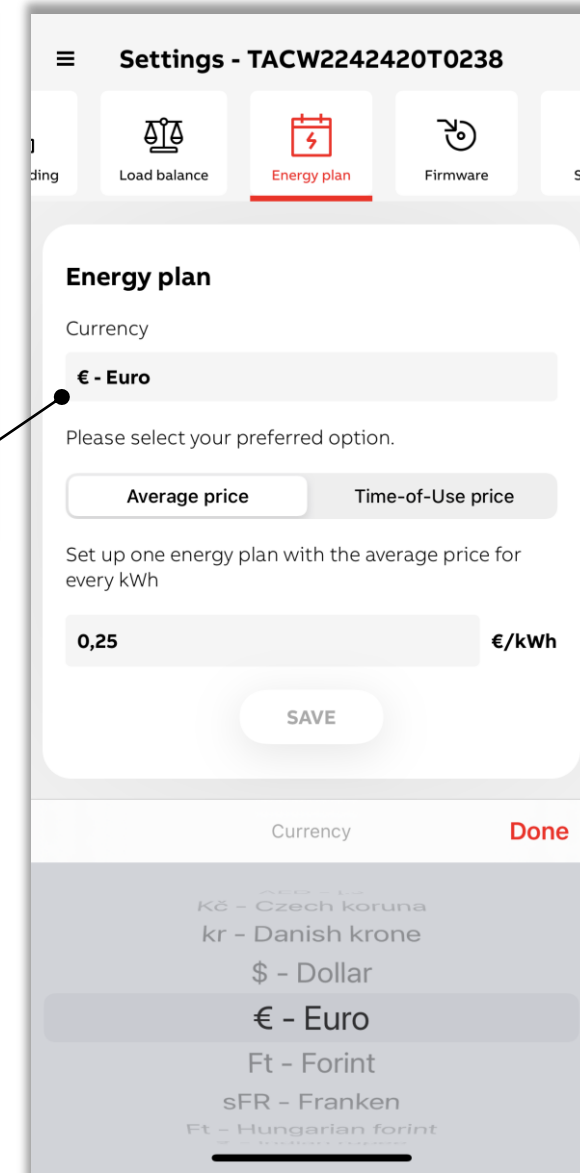 Settings - TACW2242420T0238
ding
Load balance
Energy plan
Firmware
S
Energy plan
Currency
€ - Euro
Please select your preferred option.
Average price
Time-of-Use price
Set up one energy plan with the average price for
every kWh
0,25
€/kWh
SAVE
Currency
Done
Kč - Czech koruna
kr - Danish krone
$ - Dollar
€ - Euro
Ft - Forint
sFR - Franken
Ft - Hungarian forint